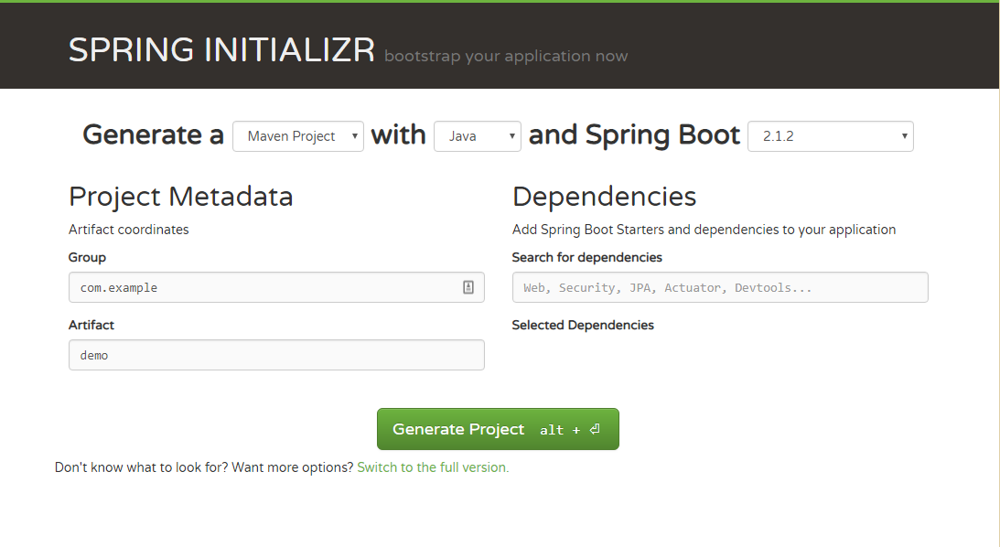 SPRING INITIALIZR bootstrap your application now
Generate a Maven Project with Java and Spring Boot 2.1.2
Project Metadata
Artifact coordinates
Group
com.example
Artifact
demo
Dependencies
Add Spring Boot Starters and dependencies to your application
Search for dependencies
Web, Security, JPA, Actuator, Devtools...
Selected Dependencies
Generate Project alt + ⏎
Don't know what to look for? Want more options? Switch to the full version.